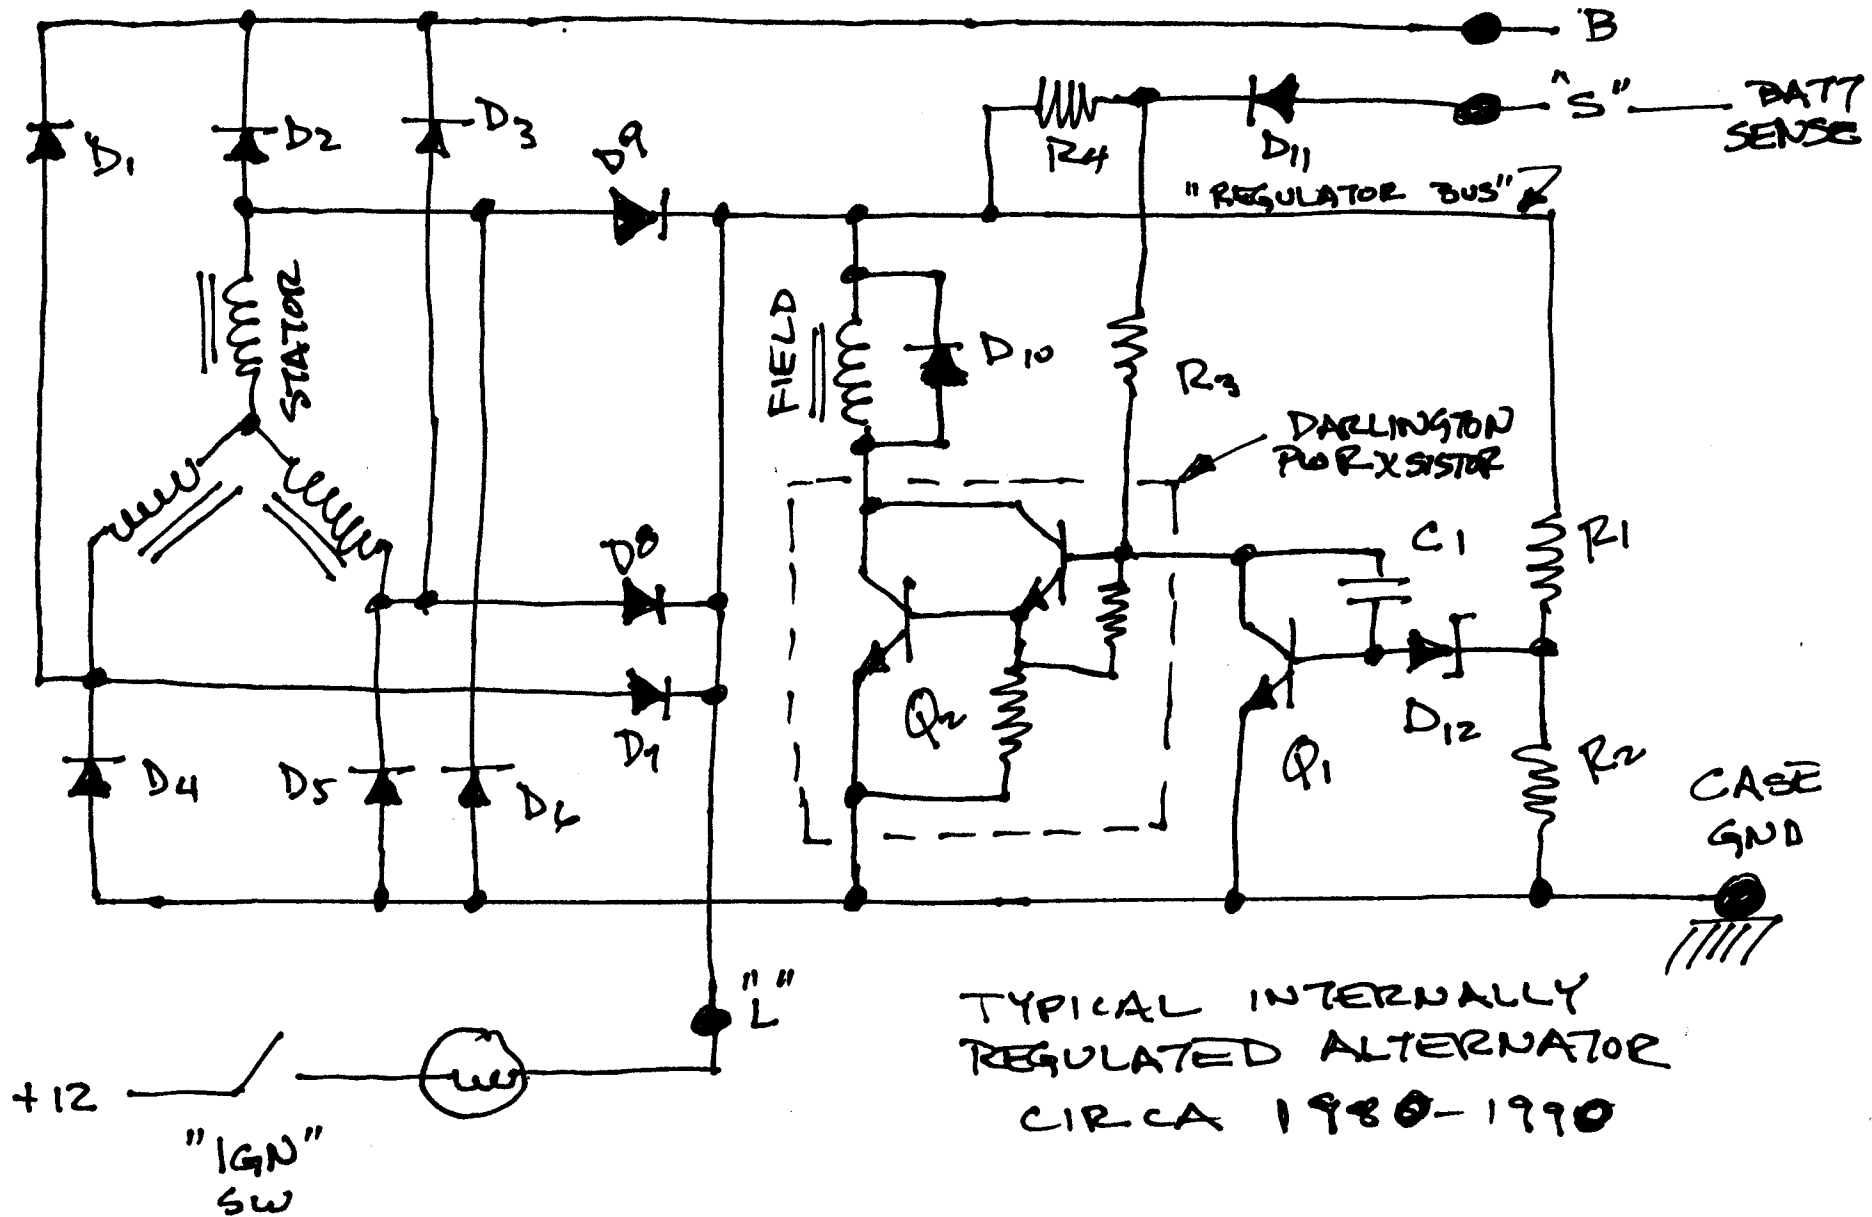 B
"S"
BATT
SENSE
D1
D2
D3
D9
R4
D11
"REGULATOR BUS"
STATOR
FIELD
D10
R3
DARLINGTON
PWR XSISTOR
D8
C1
R1
D7
Q2
Q1
D12
R2
D4
D5
D6
CASE
GND
"L"
+12
"IGN"
SW
TYPICAL INTERNALLY
REGULATED ALTERNATOR
CIRCA 1980-1990